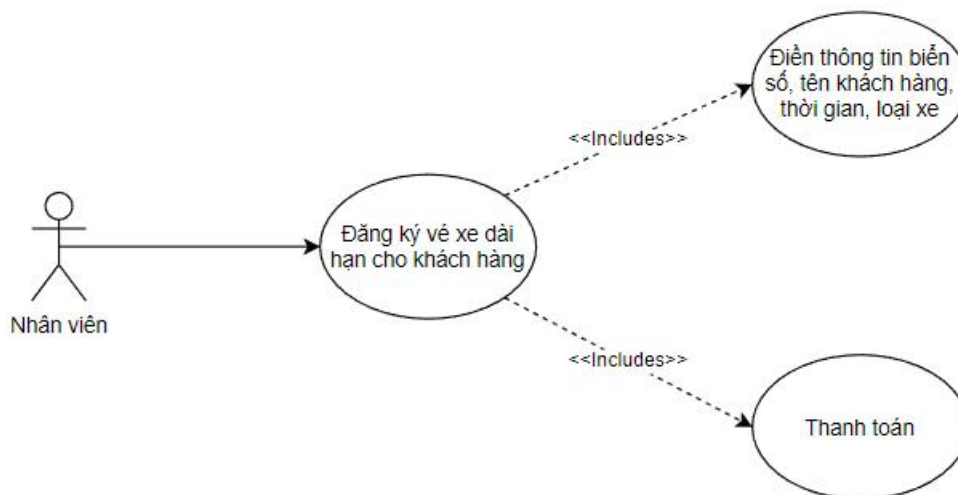 Điền thông tin biển
số, tên khách hàng,
thời gian, loại xe
<<Includes>>
Đăng ký vé xe dài
hạn cho khách hàng
Nhân viên
<<Includes>>
Thanh toán